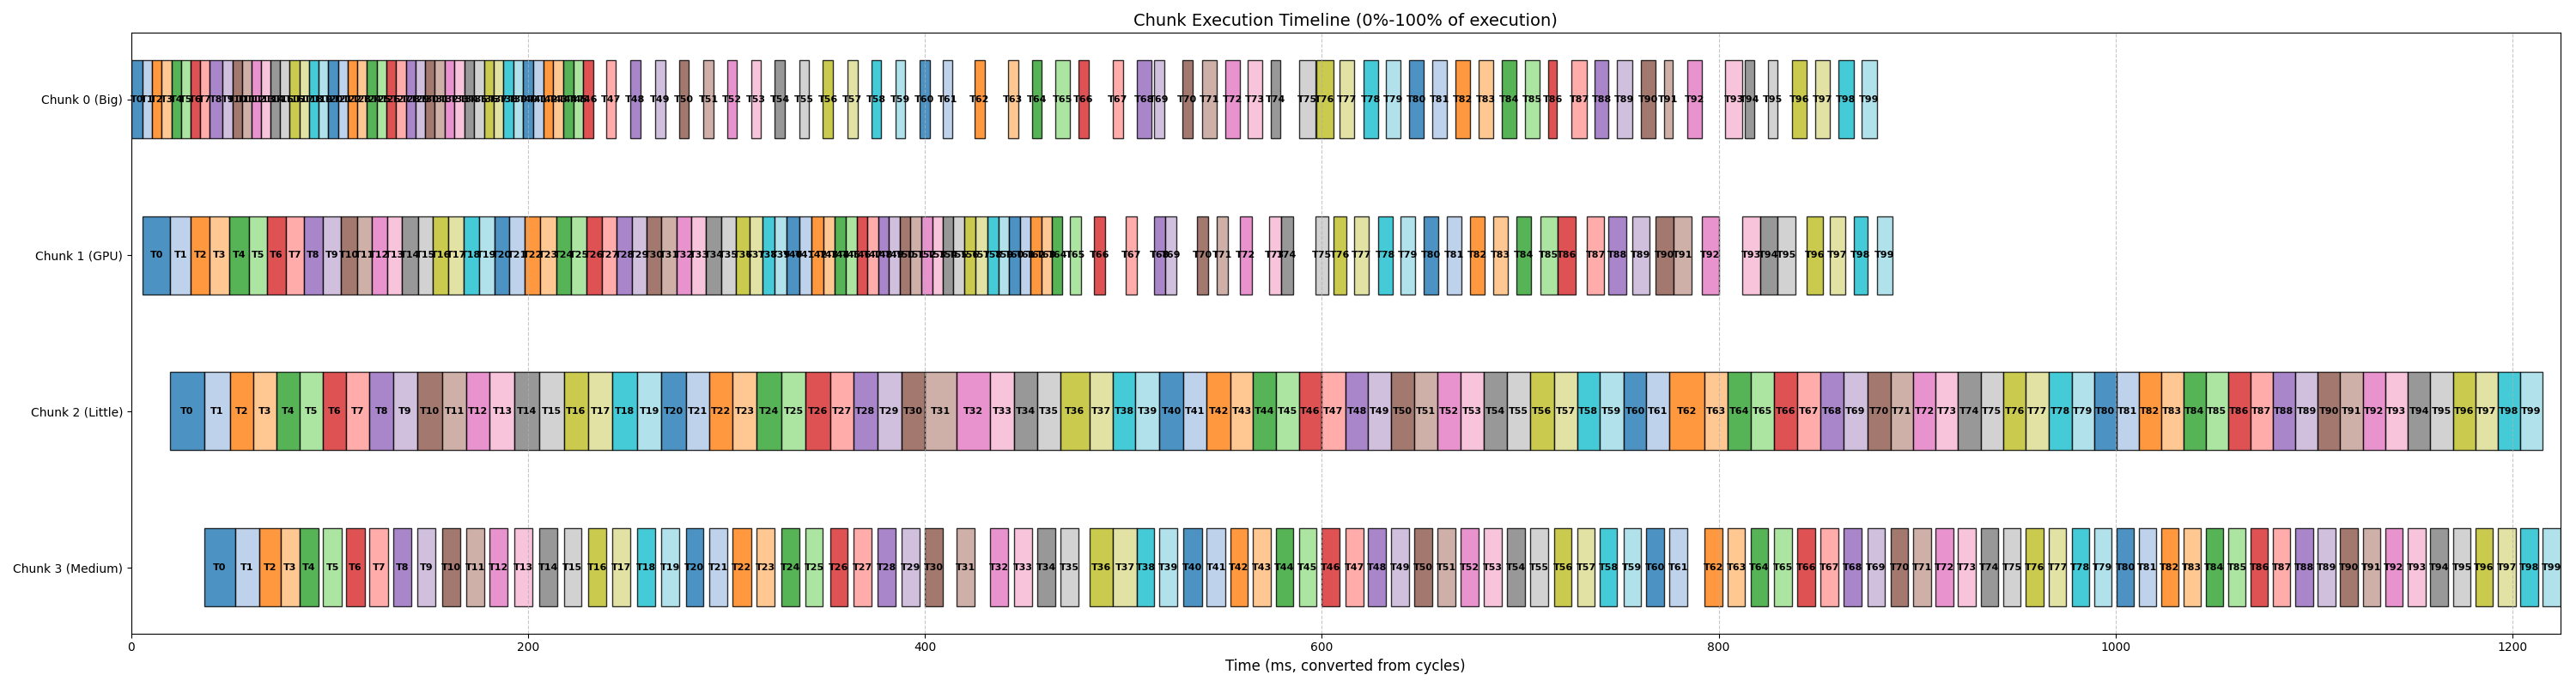 Chunk Execution Timeline (0%-100% of execution)
Chunk 0 (Big)
T47 T48 T49 T50 T51 T52 T53 T54 T55 T56 T57 T58 T59 T60 T61 T62 T63 T64 T65 T66 T67 T68 T69 T70 T71 T72 T73 T74 T75 T76 T77 T78 T79 T80 T81 T82 T83 T84 T85 T86 T87 T88 T89 T90 T91 T92 T93 T94 T95 T96 T97 T98 T99
Chunk 1 (GPU)
T0 T1 T2 T3 T4 T5 T6 T7 T8 T9 T10 T11 T12 T13 T14 T15 T16 T17 T18 T19 T20 T21 T22 T23 T24 T25 T26 T27 T28 T29 T30 T31 T32 T33 T34 T35 T65 T66 T67 T69 T70 T71 T72 T74 T75 T76 T77 T78 T79 T80 T81 T82 T83 T84 T85 T86 T87 T88 T89 T90 T91 T92 T93 T94 T95 T96 T97 T98 T99
Chunk 2 (Little)
T0 T1 T2 T3 T4 T5 T6 T7 T8 T9 T10 T11 T12 T13 T14 T15 T16 T17 T18 T19 T20 T21 T22 T23 T24 T25 T26 T27 T28 T29 T30 T31 T32 T33 T34 T35 T36 T37 T38 T39 T40 T41 T42 T43 T44 T45 T46 T47 T48 T49 T50 T51 T52 T53 T54 T55 T56 T57 T58 T59 T60 T61 T62 T63 T64 T65 T66 T67 T68 T69 T70 T71 T72 T73 T74 T75 T76 T77 T78 T79 T80 T81 T82 T83 T84 T85 T86 T87 T88 T89 T90 T91 T92 T93 T94 T95 T96 T97 T98 T99
Chunk 3 (Medium)
T0 T1 T2 T3 T4 T5 T6 T7 T8 T9 T10 T11 T12 T13 T14 T15 T16 T17 T18 T19 T20 T21 T22 T23 T24 T25 T26 T27 T28 T29 T30 T31 T32 T33 T34 T35 T36 T37 T38 T39 T40 T41 T42 T43 T44 T45 T46 T47 T48 T49 T50 T51 T52 T53 T54 T55 T56 T57 T58 T59 T60 T61 T62 T63 T64 T65 T66 T67 T68 T69 T70 T71 T72 T73 T74 T75 T76 T77 T78 T79 T80 T81 T82 T83 T84 T85 T86 T87 T88 T89 T90 T91 T92 T93 T94 T95 T96 T97 T98 T99
0 200 400 600 800 1000 1200
Time (ms, converted from cycles)